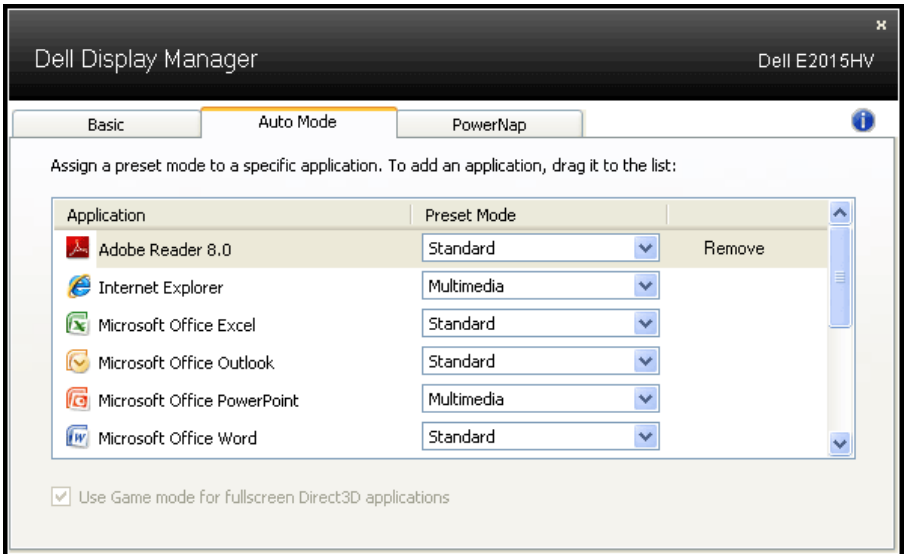 x
Dell Display Manager
Dell E2015HV
Basic
Auto Mode
PowerNap
Assign a preset mode to a specific application. To add an application, drag it to the list:
Application Preset Mode
Adobe Reader 8.0 Standard Remove
Internet Explorer Multimedia
Microsoft Office Excel Standard
Microsoft Office Outlook Standard
Microsoft Office PowerPoint Multimedia
Microsoft Office Word Standard
Use Game mode for fullscreen Direct3D applications